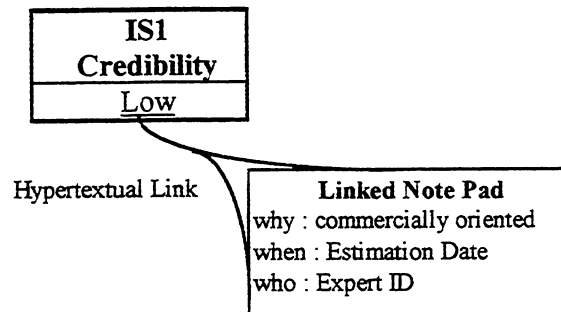 IS1
Credibility
Low
Hypertextual Link
Linked Note Pad
why : commercially oriented
when : Estimation Date
who : Expert ID